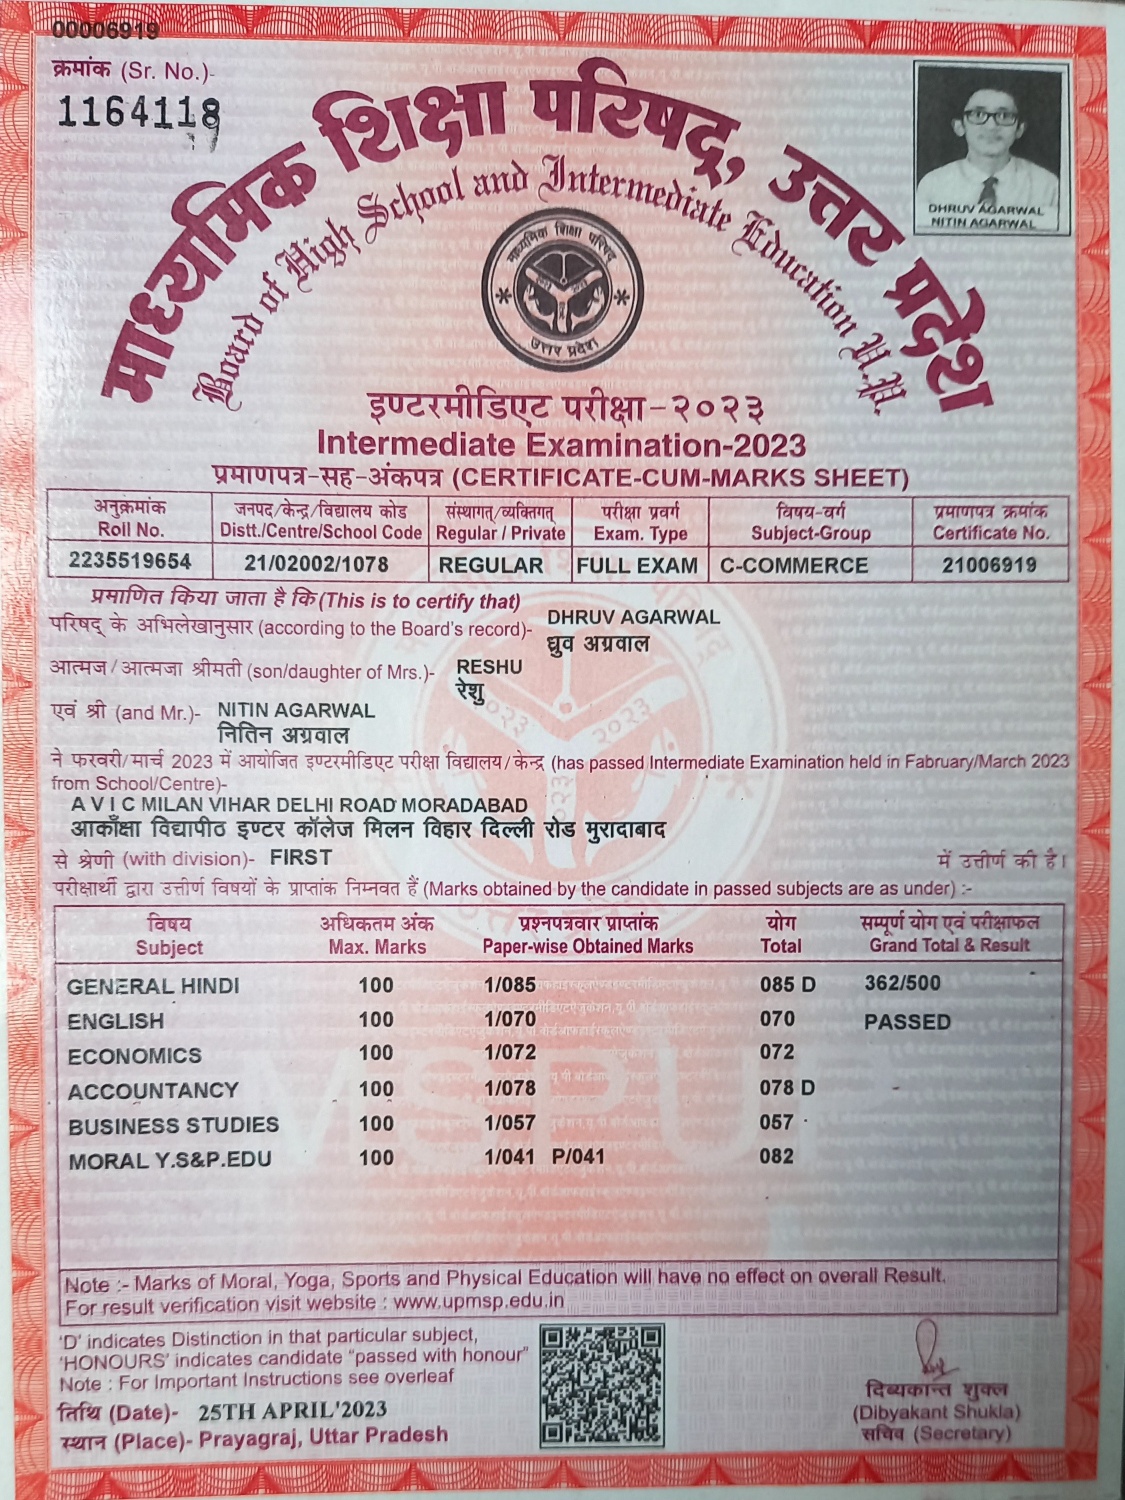 00006919
क्रमांक (Sr. No.)-
1164118
माध्यमिक शिक्षा परिषद्, उत्तर प्रदेश
Board of High School and Intermediate Education U.P.
DHRUV AGARWAL
NITIN AGARWAL
माध्यमिक शिक्षा परिषद
उत्तर प्रदेश
इण्टरमीडिएट परीक्षा-२०२३
Intermediate Examination-2023
प्रमाणपत्र-सह-अंकपत्र (CERTIFICATE-CUM-MARKS SHEET)
अनुक्रमांक जनपद/केन्द्र/विद्यालय कोड संस्थागत्/व्यक्तिगत् परीक्षा प्रवर्ग विषय-वर्ग प्रमाणपत्र क्रमांक
Roll No. Distt./Centre/School Code Regular / Private Exam. Type Subject-Group Certificate No.
2235519654 21/02002/1078 REGULAR FULL EXAM C-COMMERCE 21006919
प्रमाणित किया जाता है कि (This is to certify that)
परिषद् के अभिलेखानुसार (according to the Board's record)- DHRUV AGARWAL
ध्रुव अग्रवाल
आत्मज/आत्मजा श्रीमती (son/daughter of Mrs.)- RESHU
रेशु
एवं श्री (and Mr.)- NITIN AGARWAL
नितिन अग्रवाल
ने फरवरी/मार्च 2023 में आयोजित इण्टरमीडिएट परीक्षा विद्यालय/केन्द्र (has passed Intermediate Examination held in Fabruary/March 2023
from School/Centre)-
A V I C MILAN VIHAR DELHI ROAD MORADABAD
आकाँक्षा विद्यापीठ इण्टर कॉलेज मिलन विहार दिल्ली रोड मुरादाबाद
से श्रेणी (with division)- FIRST में उत्तीर्ण की है।
परीक्षार्थी द्वारा उत्तीर्ण विषयों के प्राप्तांक निम्नवत हैं (Marks obtained by the candidate in passed subjects are as under) :-
विषय अधिकतम अंक प्रश्नपत्रवार प्राप्तांक योग सम्पूर्ण योग एवं परीक्षाफल
Subject Max. Marks Paper-wise Obtained Marks Total Grand Total & Result
GENERAL HINDI 100 1/085 085 D 362/500
ENGLISH 100 1/070 070 PASSED
ECONOMICS 100 1/072 072
ACCOUNTANCY 100 1/078 078 D
BUSINESS STUDIES 100 1/057 057
MORAL Y.S&P.EDU 100 1/041 P/041 082
Note :- Marks of Moral, Yoga, Sports and Physical Education will have no effect on overall Result.
For result verification visit website : www.upmsp.edu.in
'D' indicates Distinction in that particular subject,
'HONOURS' indicates candidate "passed with honour"
Note : For Important Instructions see overleaf
तिथि (Date)- 25TH APRIL'2023
स्थान (Place)- Prayagraj, Uttar Pradesh
दिब्यकान्त शुक्ल
(Dibyakant Shukla)
सचिव (Secretary)